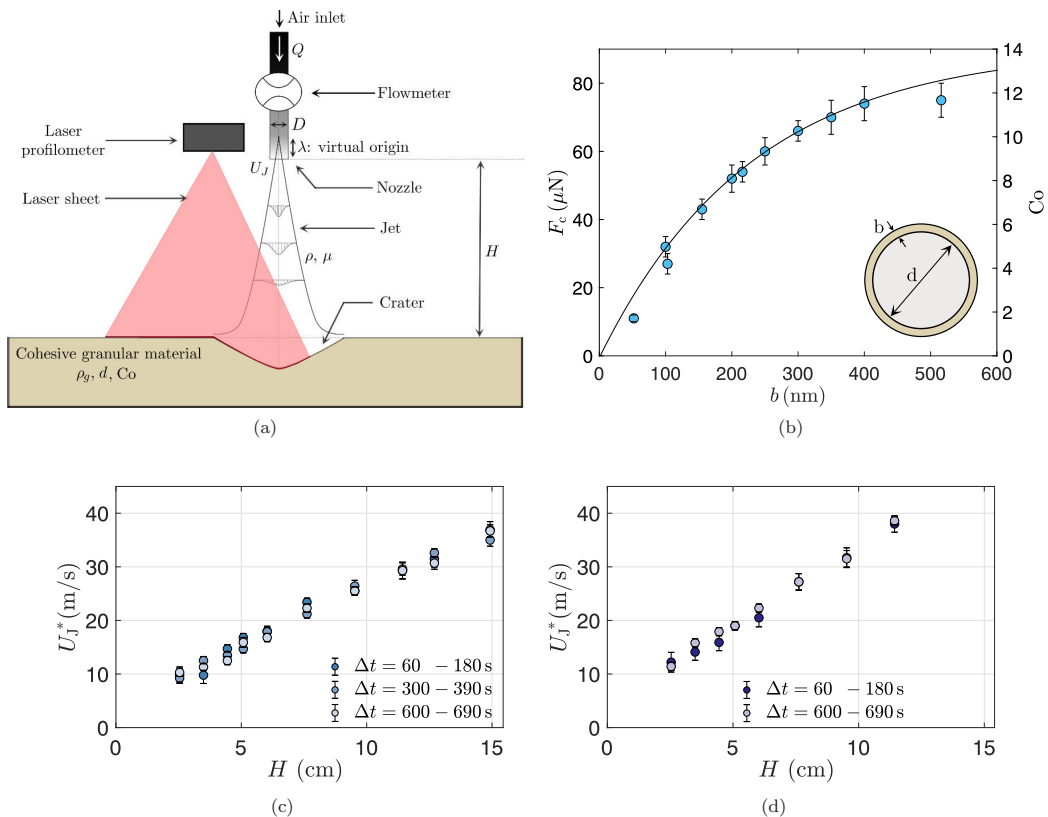 Air inlet
Q
Flowmeter
D
Laser
profilometer
λ: virtual origin
U_J
Nozzle
Laser sheet
Jet
H
ρ, μ
Crater
Cohesive granular material
ρ_g, d, Co
(a)
80
60
40
20
0
F_c (μN)
14
12
10
8
6
4
2
0
Co
b
d
0 100 200 300 400 500 600
b (nm)
(b)
40
30
20
10
0
U_J* (m/s)
Δt = 60 − 180 s
Δt = 300 − 390 s
Δt = 600 − 690 s
0 5 10 15
H (cm)
(c)
40
30
20
10
0
U_J* (m/s)
Δt = 60 − 180 s
Δt = 600 − 690 s
0 5 10 15
H (cm)
(d)